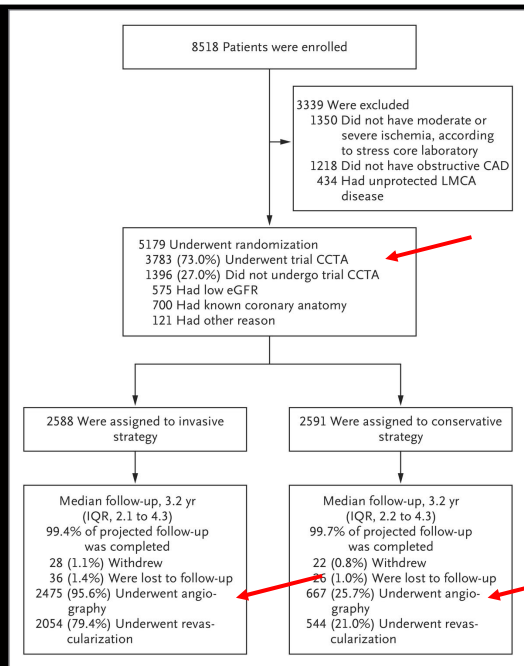 8518 Patients were enrolled
3339 Were excluded
1350 Did not have moderate or
severe ischemia, according
to stress core laboratory
1218 Did not have obstructive CAD
434 Had unprotected LMCA
disease
5179 Underwent randomization
3783 (73.0%) Underwent trial CCTA
1396 (27.0%) Did not undergo trial CCTA
575 Had low eGFR
700 Had known coronary anatomy
121 Had other reason
2588 Were assigned to invasive
strategy
2591 Were assigned to conservative
strategy
Median follow-up, 3.2 yr
(IQR, 2.1 to 4.3)
99.4% of projected follow-up
was completed
28 (1.1%) Withdrew
36 (1.4%) Were lost to follow-up
2475 (95.6%) Underwent angio-
graphy
2054 (79.4%) Underwent revas-
cularization
Median follow-up, 3.2 yr
(IQR, 2.2 to 4.3)
99.7% of projected follow-up
was completed
22 (0.8%) Withdrew
26 (1.0%) Were lost to follow-up
667 (25.7%) Underwent angio-
graphy
544 (21.0%) Underwent revas-
cularization